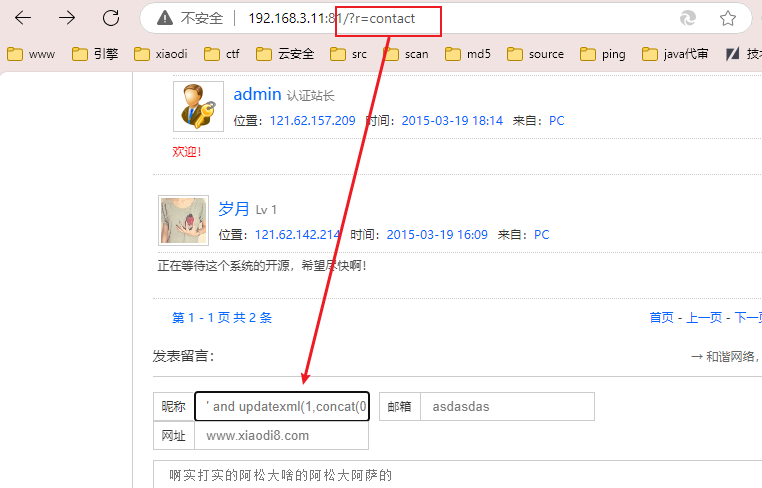 不安全 192.168.3.11:81/?r=contact
www 引擎 xiaodi ctf 云安全 src scan md5 source ping java代审
admin 认证站长
位置：121.62.157.209 时间：2015-03-19 18:14 来自：PC
欢迎！
岁月 Lv 1
位置：121.62.142.214 时间：2015-03-19 16:09 来自：PC
正在等待这个系统的开源，希望尽快啊！
第 1 - 1 页 共 2 条 首页 - 上一页 - 下一页
发表留言： → 和谐网络，
昵称 ' and updatexml(1,concat(0 邮箱 asdasdas
网址 www.xiaodi8.com
啊实打实的阿松大啥的阿松大阿萨的